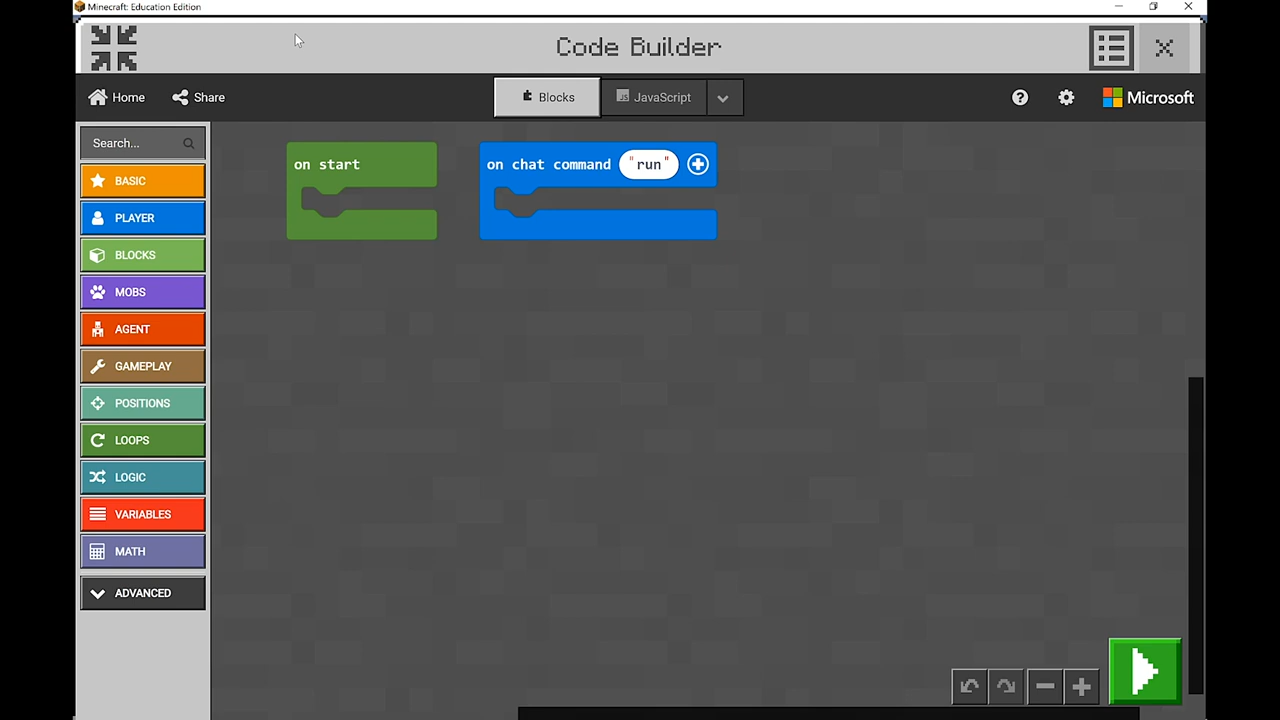 Minecraft: Education Edition
Code Builder
Home
Share
Blocks
JS JavaScript
Microsoft
Search...
BASIC
PLAYER
BLOCKS
MOBS
AGENT
GAMEPLAY
POSITIONS
LOOPS
LOGIC
VARIABLES
MATH
ADVANCED
on start
on chat command "run"